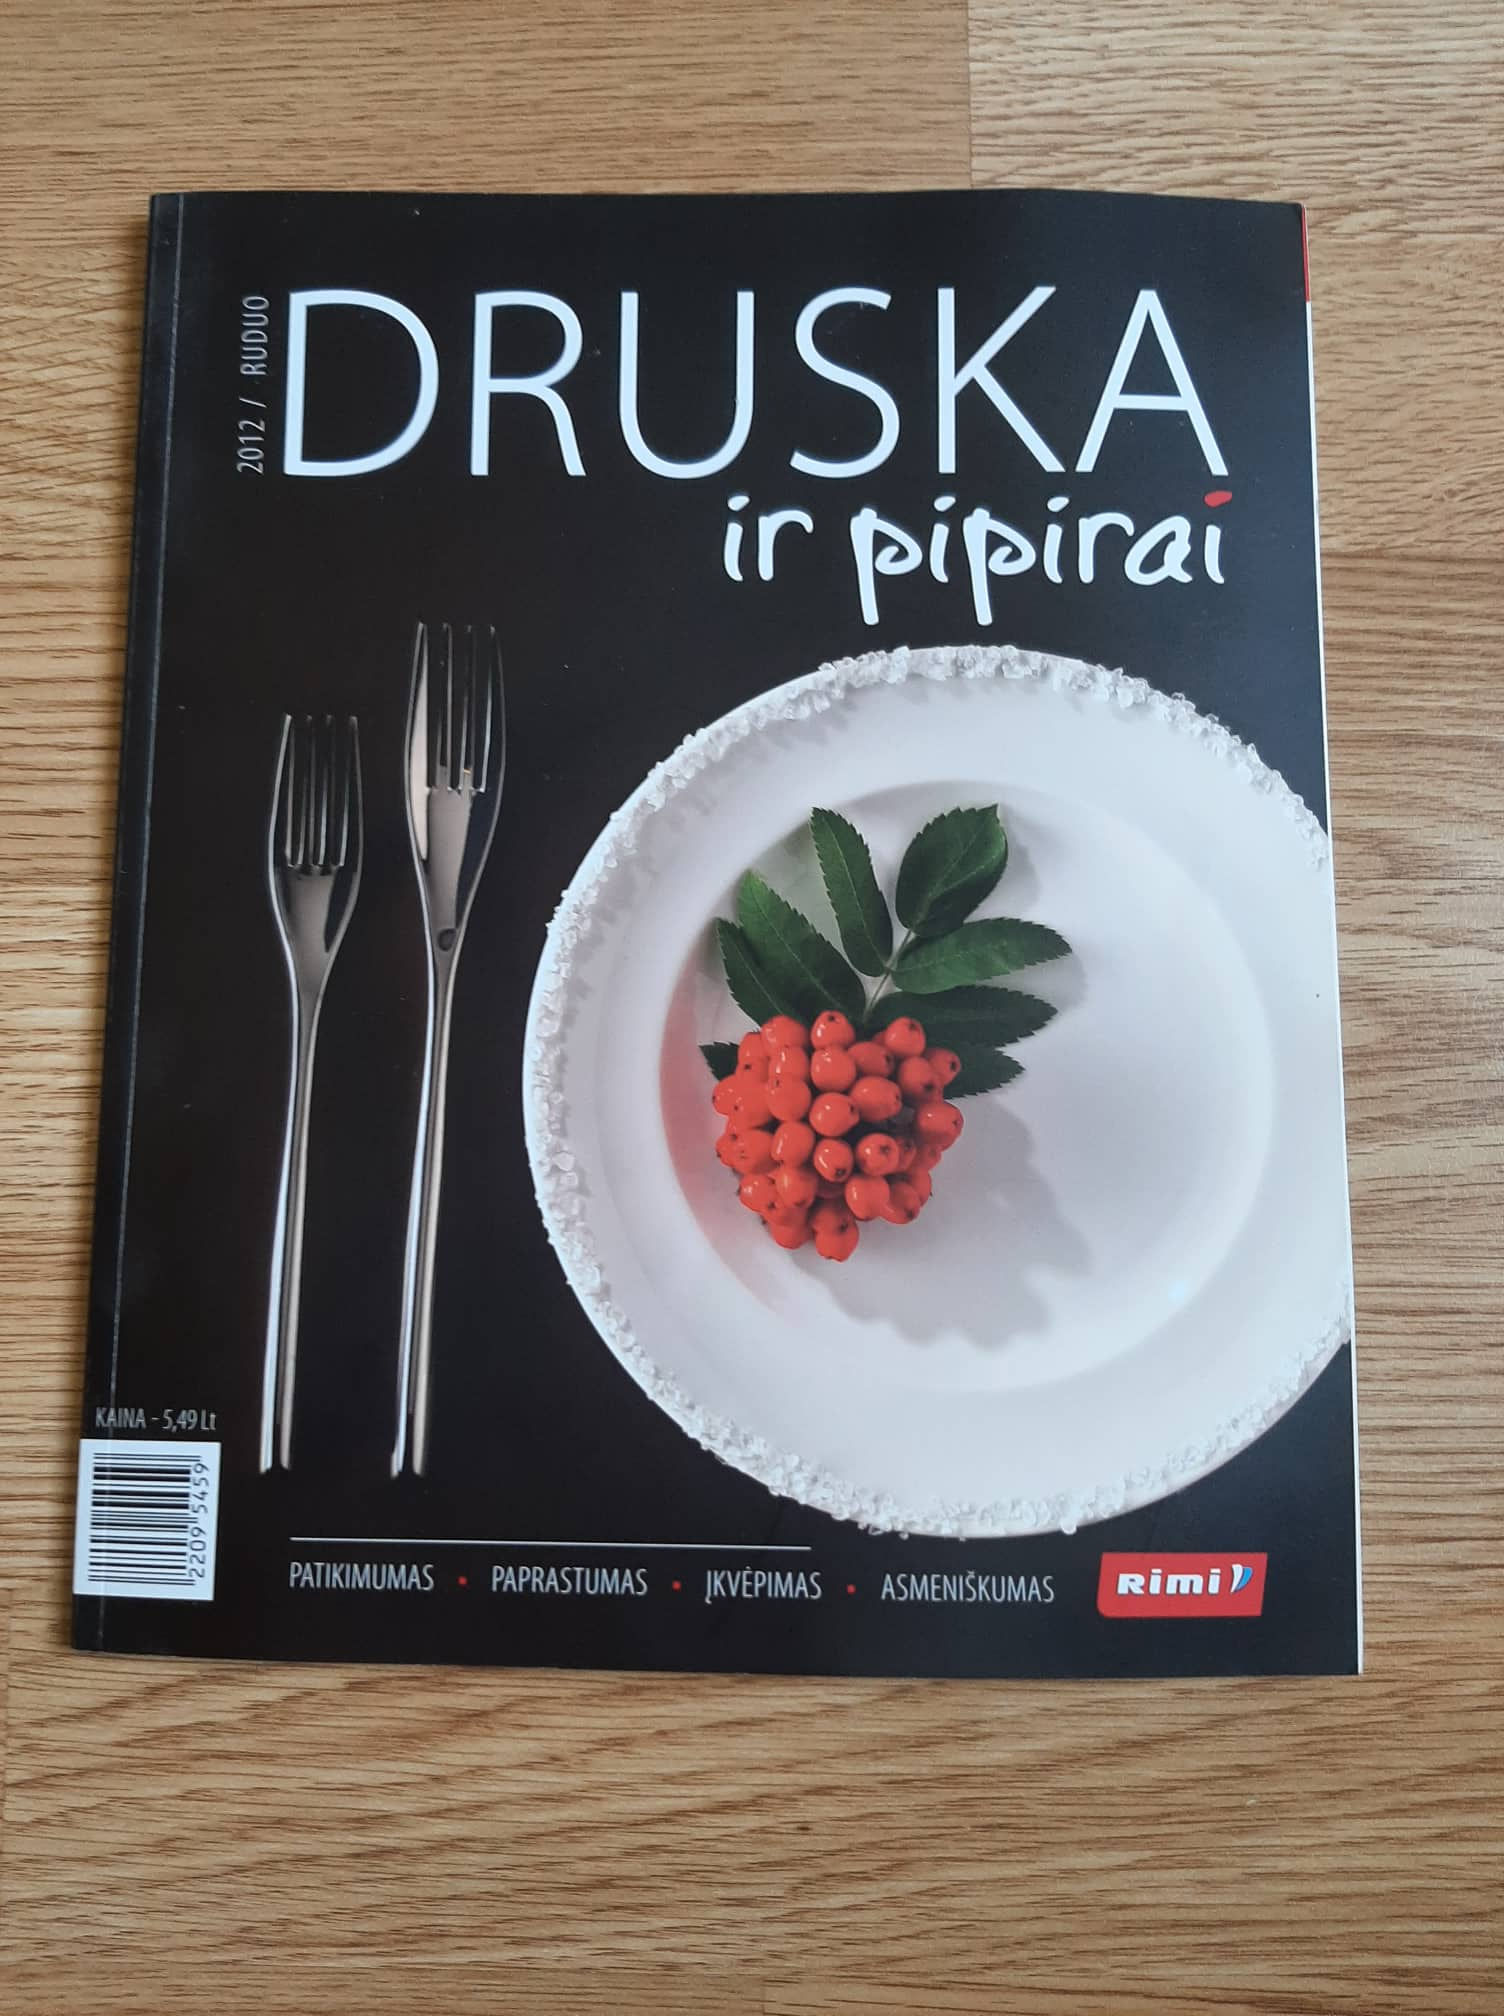 2012 / RUDUO
DRUSKA
ir pipirai
KAINA - 5,49 Lt
2209 5459
PATIKIMUMAS • PAPRASTUMAS • ĮKVĖPIMAS • ASMENIŠKUMAS
Rimi